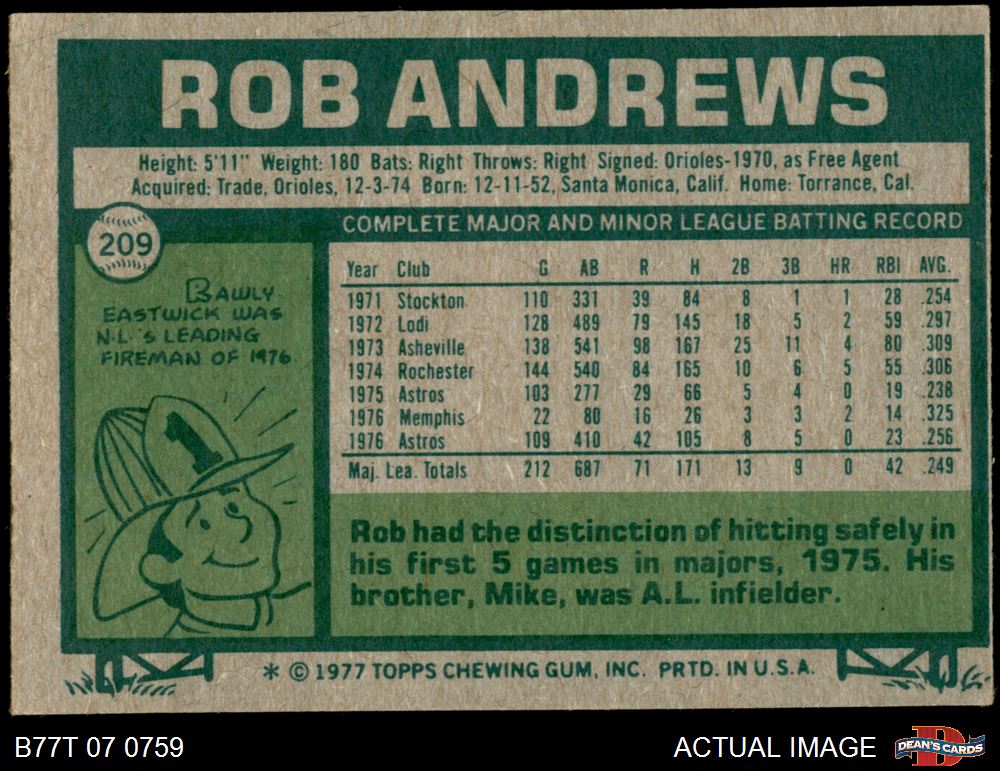 ROB ANDREWS
Height: 5'11" Weight: 180 Bats: Right Throws: Right Signed: Orioles-1970, as Free Agent
Acquired: Trade, Orioles, 12-3-74 Born: 12-11-52, Santa Monica, Calif. Home: Torrance, Cal.
209
RAWLY
EASTWICK WAS
N.L.'S LEADING
FIREMAN OF 1976.
1
COMPLETE MAJOR AND MINOR LEAGUE BATTING RECORD
Year Club G AB R H 2B 3B HR RBI AVG.
1971 Stockton 110 331 39 84 8 1 1 28 .254
1972 Lodi 128 489 79 145 18 5 2 59 .297
1973 Asheville 138 541 98 167 25 11 4 80 .309
1974 Rochester 144 540 84 165 10 6 5 55 .306
1975 Astros 103 277 29 66 5 4 0 19 .238
1976 Memphis 22 80 16 26 3 3 2 14 .325
1976 Astros 109 410 42 105 8 5 0 23 .256
Maj. Lea. Totals 212 687 71 171 13 9 0 42 .249
Rob had the distinction of hitting safely in
his first 5 games in majors, 1975. His
brother, Mike, was A.L. infielder.
* © 1977 TOPPS CHEWING GUM, INC. PRTD. IN U.S.A.
B77T 07 0759
ACTUAL IMAGE
D
DEAN'S CARDS